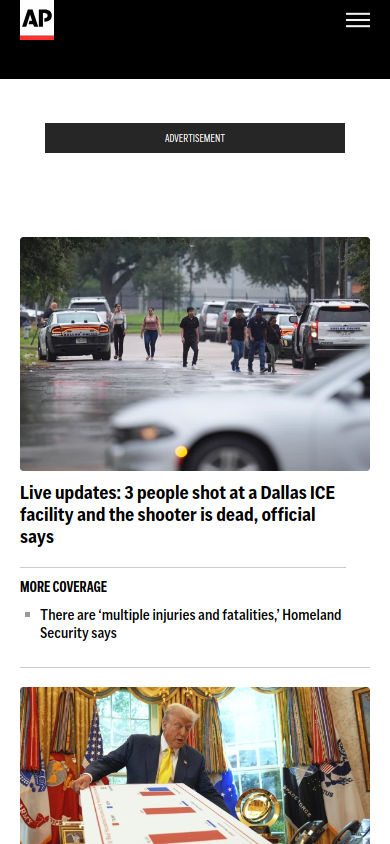 AP
ADVERTISEMENT
Live updates: 3 people shot at a Dallas ICE
facility and the shooter is dead, official
says
MORE COVERAGE
There are ‘multiple injuries and fatalities,’ Homeland
Security says